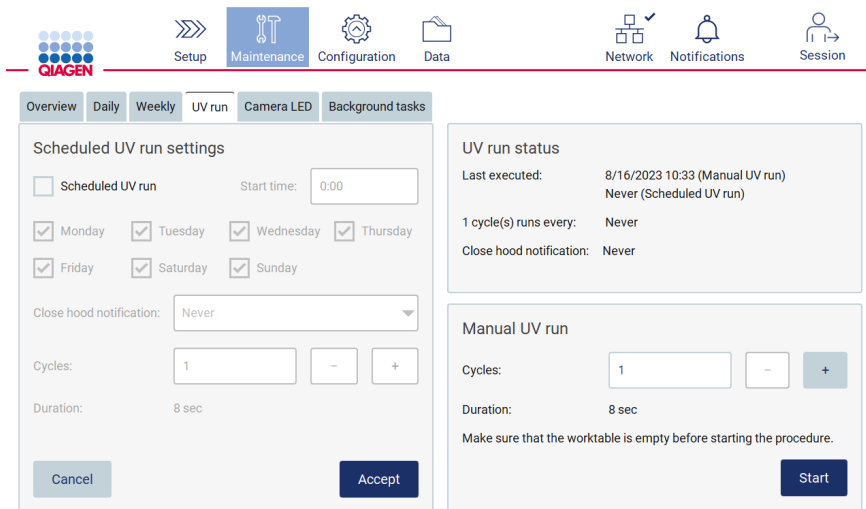 QIAGEN
Setup
Maintenance
Configuration
Data
Network
Notifications
Session
Overview
Daily
Weekly
UV run
Camera LED
Background tasks
Scheduled UV run settings
Scheduled UV run
Start time:
0:00
Monday
Tuesday
Wednesday
Thursday
Friday
Saturday
Sunday
Close hood notification:
Never
Cycles:
1
−
+
Duration:
8 sec
Cancel
Accept
UV run status
Last executed:
8/16/2023 10:33 (Manual UV run)
Never (Scheduled UV run)
1 cycle(s) runs every:
Never
Close hood notification:
Never
Manual UV run
Cycles:
1
−
+
Duration:
8 sec
Make sure that the worktable is empty before starting the procedure.
Start